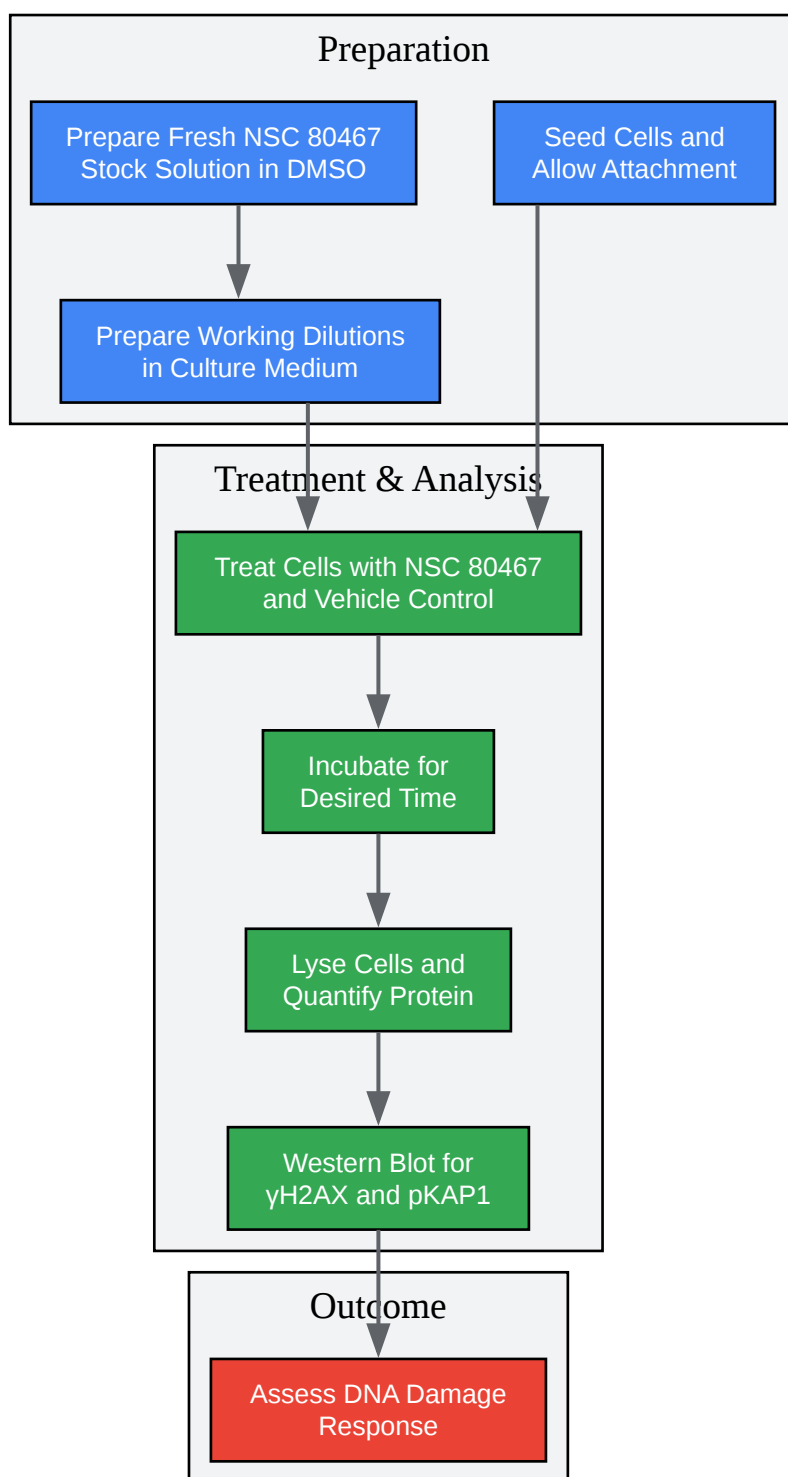 Preparation
Prepare Fresh NSC 80467
Stock Solution in DMSO
Seed Cells and
Allow Attachment
Prepare Working Dilutions
in Culture Medium
Treatment & Analysis
Treat Cells with NSC 80467
and Vehicle Control
Incubate for
Desired Time
Lyse Cells and
Quantify Protein
Western Blot for
γH2AX and pKAP1
Outcome
Assess DNA Damage
Response